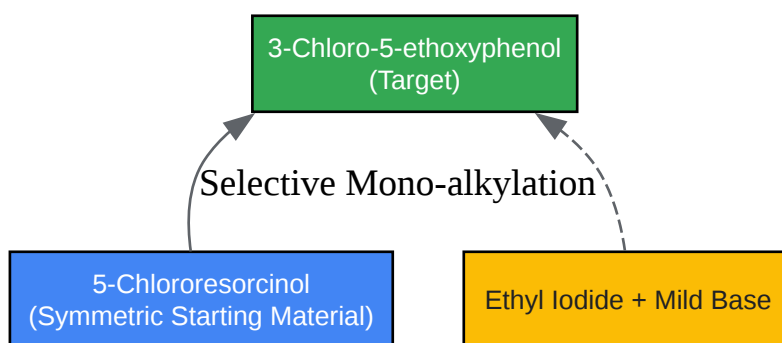 3-Chloro-5-ethoxyphenol
(Target)
Selective Mono-alkylation
5-Chlororesorcinol
(Symmetric Starting Material)
Ethyl Iodide + Mild Base